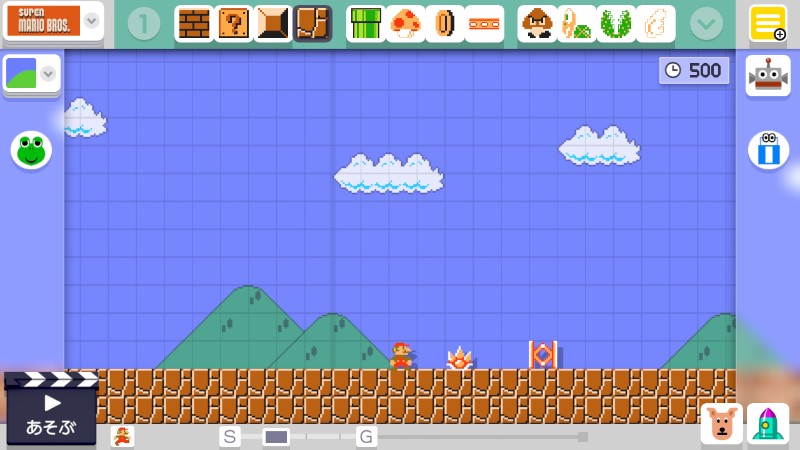 SUPER
MARIO BROS.
1
?
500
あそぶ
S
G